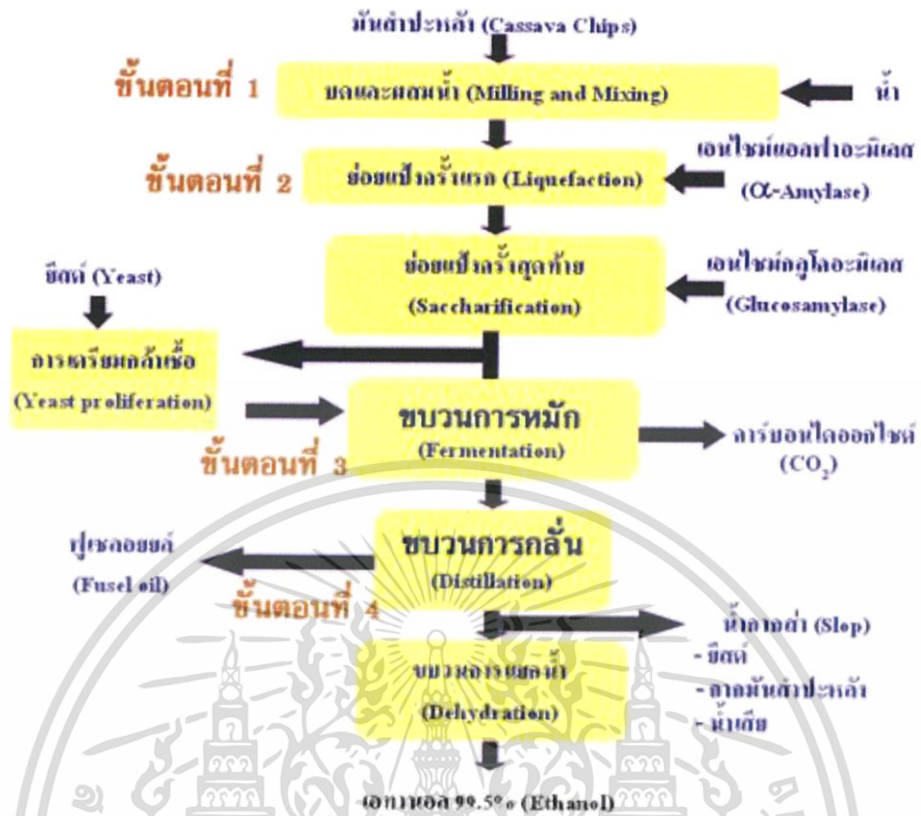 มันสำปะหลัง (Cassava Chips)
ขั้นตอนที่ 1
บดและผสมน้ำ (Milling and Mixing)
น้ำ
ขั้นตอนที่ 2
ย่อยแป้งครั้งแรก (Liquefaction)
เอนไซม์แอลฟาอะมิเลส
(α-Amylase)
ย่อยแป้งครั้งสุดท้าย
(Saccharification)
เอนไซม์กลูโคอะมิเลส
(Glucosamylase)
ยีสต์ (Yeast)
การเตรียมกล้าเชื้อ
(Yeast proliferation)
ขบวนการหมัก
(Fermentation)
ขั้นตอนที่ 3
คาร์บอนไดออกไซด์
(CO₂)
ฟูเซลออยล์
(Fusel oil)
ขบวนการกลั่น
(Distillation)
ขั้นตอนที่ 4
น้ำกากส่า (Slop)
- ยีสต์
- กากมันสำปะหลัง
- น้ำเสีย
ขบวนการแยกน้ำ
(Dehydration)
เอทานอล 99.5% (Ethanol)